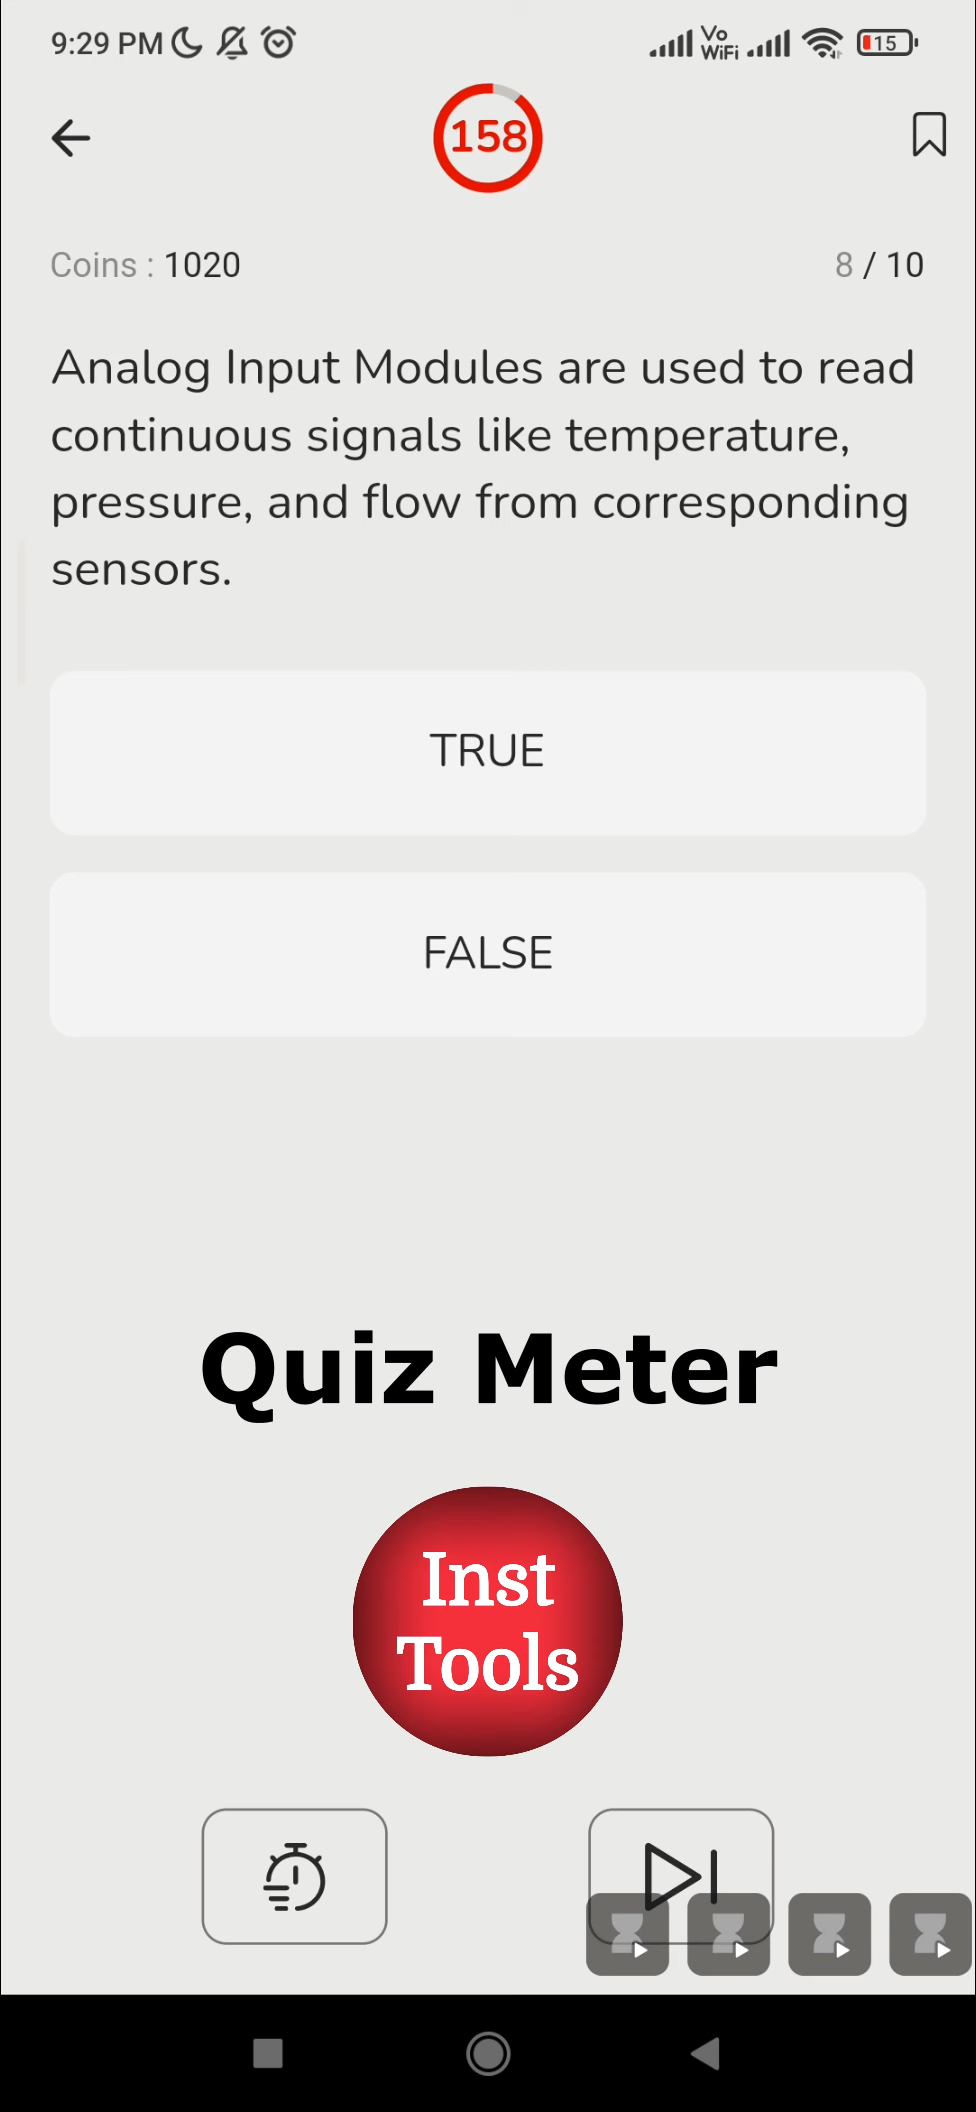 9:29 PM Vo WiFi 15
158
Coins : 1020 8 / 10
Analog Input Modules are used to read
continuous signals like temperature,
pressure, and flow from corresponding
sensors.
TRUE
FALSE
Quiz Meter
Inst
Tools